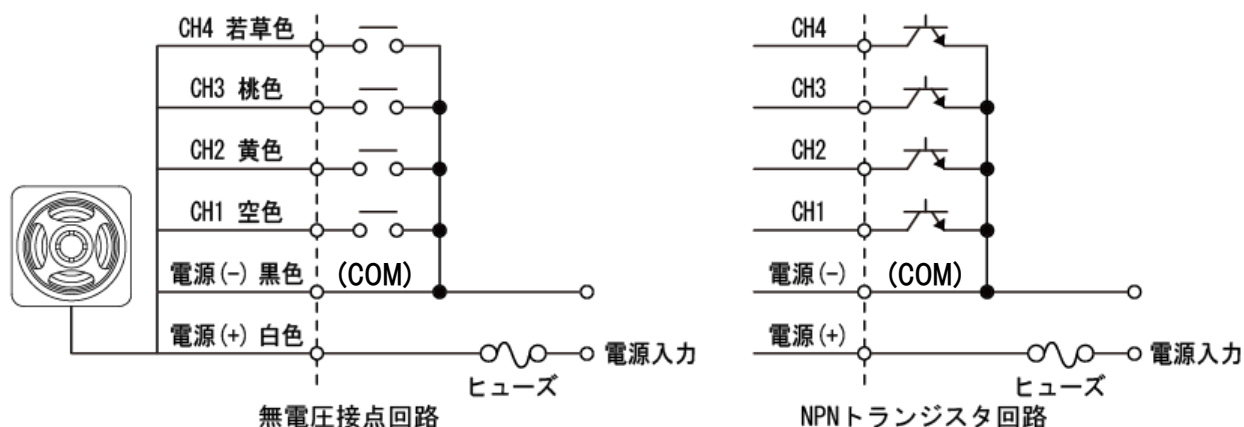 CH4 若草色
CH3 桃色
CH2 黄色
CH1 空色
電源(-) 黒色 (COM)
電源(+) 白色
電源入力
ヒューズ
無電圧接点回路
CH4
CH3
CH2
CH1
電源(-) (COM)
電源(+)
電源入力
ヒューズ
NPNトランジスタ回路